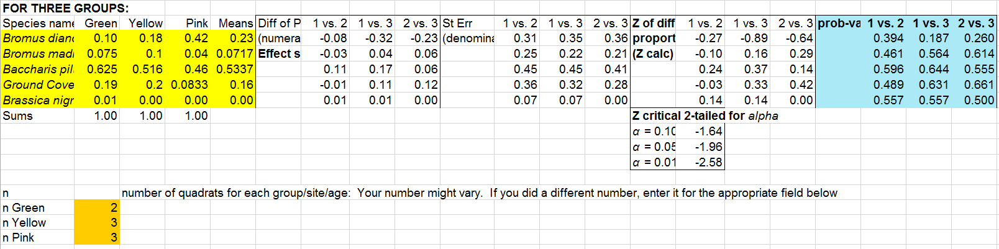 FOR THREE GROUPS:
Species name Green Yellow Pink Means Diff of P 1 vs. 2 1 vs. 3 2 vs. 3 St Err 1 vs. 2 1 vs. 3 2 vs. 3 Z of diff 1 vs. 2 1 vs. 3 2 vs. 3 prob-va 1 vs. 2 1 vs. 3 2 vs. 3
Bromus diand 0.10 0.18 0.42 0.23 (numera -0.08 -0.32 -0.23 (denomina 0.31 0.35 0.36 proport -0.27 -0.89 -0.64 0.394 0.187 0.260
Bromus madi 0.075 0.1 0.04 0.0717 Effect s -0.03 0.04 0.06 0.25 0.22 0.21 (Z calc) -0.10 0.16 0.29 0.461 0.564 0.614
Baccharis pil 0.625 0.516 0.46 0.5337 0.11 0.17 0.06 0.45 0.45 0.41 0.24 0.37 0.14 0.596 0.644 0.555
Ground Cove 0.19 0.2 0.0833 0.16 -0.01 0.11 0.12 0.36 0.32 0.28 -0.03 0.33 0.42 0.489 0.631 0.661
Brassica nigr 0.01 0.00 0.00 0.00 0.01 0.01 0.00 0.07 0.07 0.00 0.14 0.14 0.00 0.557 0.557 0.500
Sums 1.00 1.00 1.00 Z critical 2-tailed for alpha
α = 0.10 -1.64
α = 0.05 -1.96
α = 0.01 -2.58
n number of quadrats for each group/site/age: Your number might vary. If you did a different number, enter it for the appropriate field below
n Green 2
n Yellow 3
n Pink 3